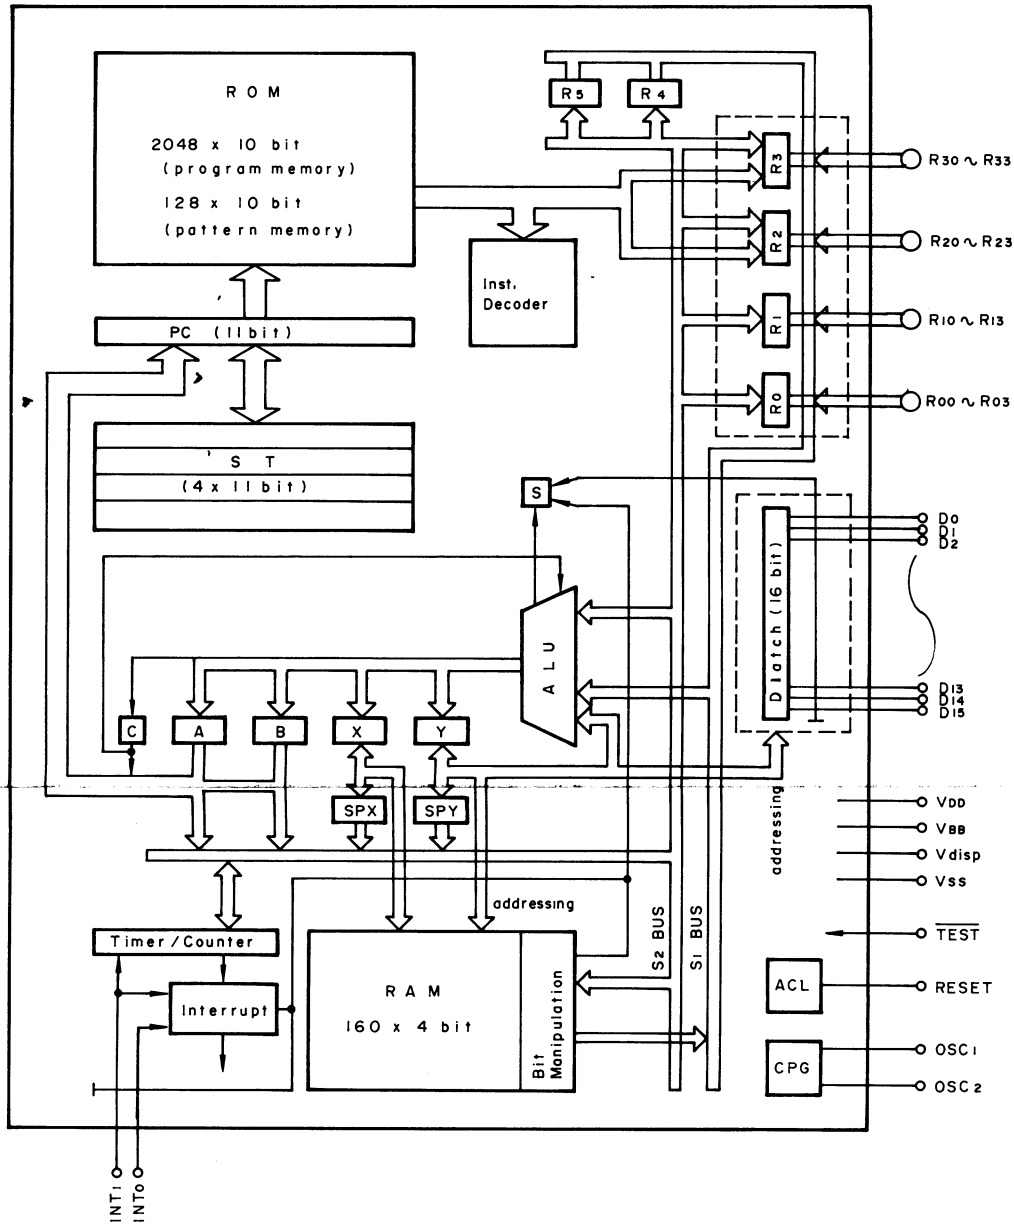 ROM
2048 x 10 bit
(program memory)
128 x 10 bit
(pattern memory)
R5
R4
R3
R30 ~ R33
R2
R20 ~ R23
Inst.
Decoder
R1
R10 ~ R13
PC (11 bit)
R0
R00 ~ R03
ST
(4 x 11 bit)
S
D latch (16 bit)
D0
D1
D2
ALU
D13
D14
D15
C
A
B
X
Y
SPX
SPY
addressing
VDD
VBB
Vdisp
VSS
addressing
S2 BUS
S1 BUS
TEST
Timer/Counter
Interrupt
RAM
160 x 4 bit
Bit
Manipulation
ACL
RESET
CPG
OSC1
OSC2
INT1
INT0